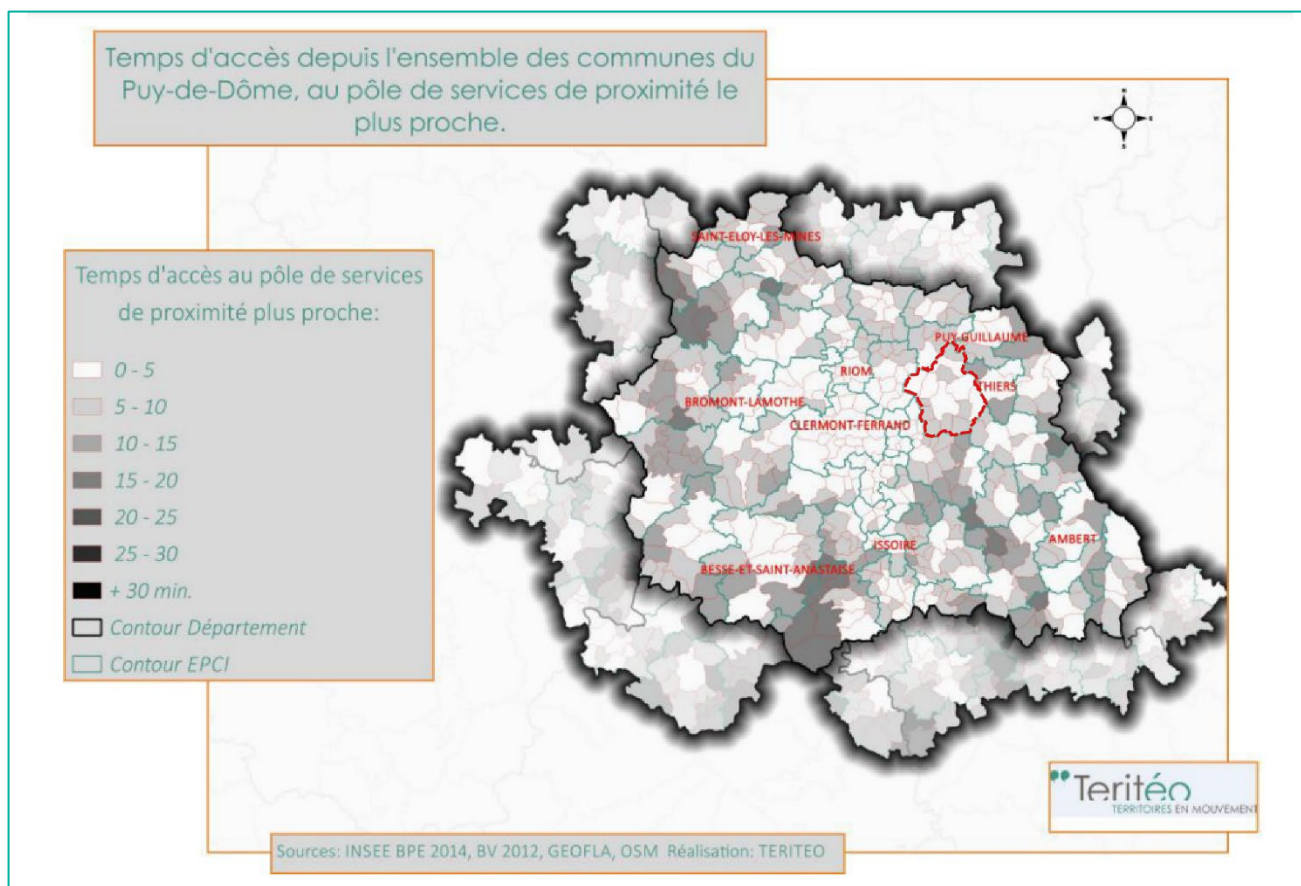 Temps d'accès depuis l'ensemble des communes du
Puy-de-Dôme, au pôle de services de proximité le
plus proche.
N
W E
S
Temps d'accès au pôle de services
de proximité plus proche:
0 - 5
5 - 10
10 - 15
15 - 20
20 - 25
25 - 30
+ 30 min.
Contour Département
Contour EPCI
SAINT-ELOY-LES-MINES
PUY-GUILLAUME
RIOM
THIERS
BROMONT-LAMOTHE
CLERMONT-FERRAND
ISSOIRE
AMBERT
BESSE-ET-SAINT-ANASTAISE
Teritéo
TERRITOIRES EN MOUVEMENT
Sources: INSEE BPE 2014, BV 2012, GEOFLA, OSM Réalisation: TERITEO